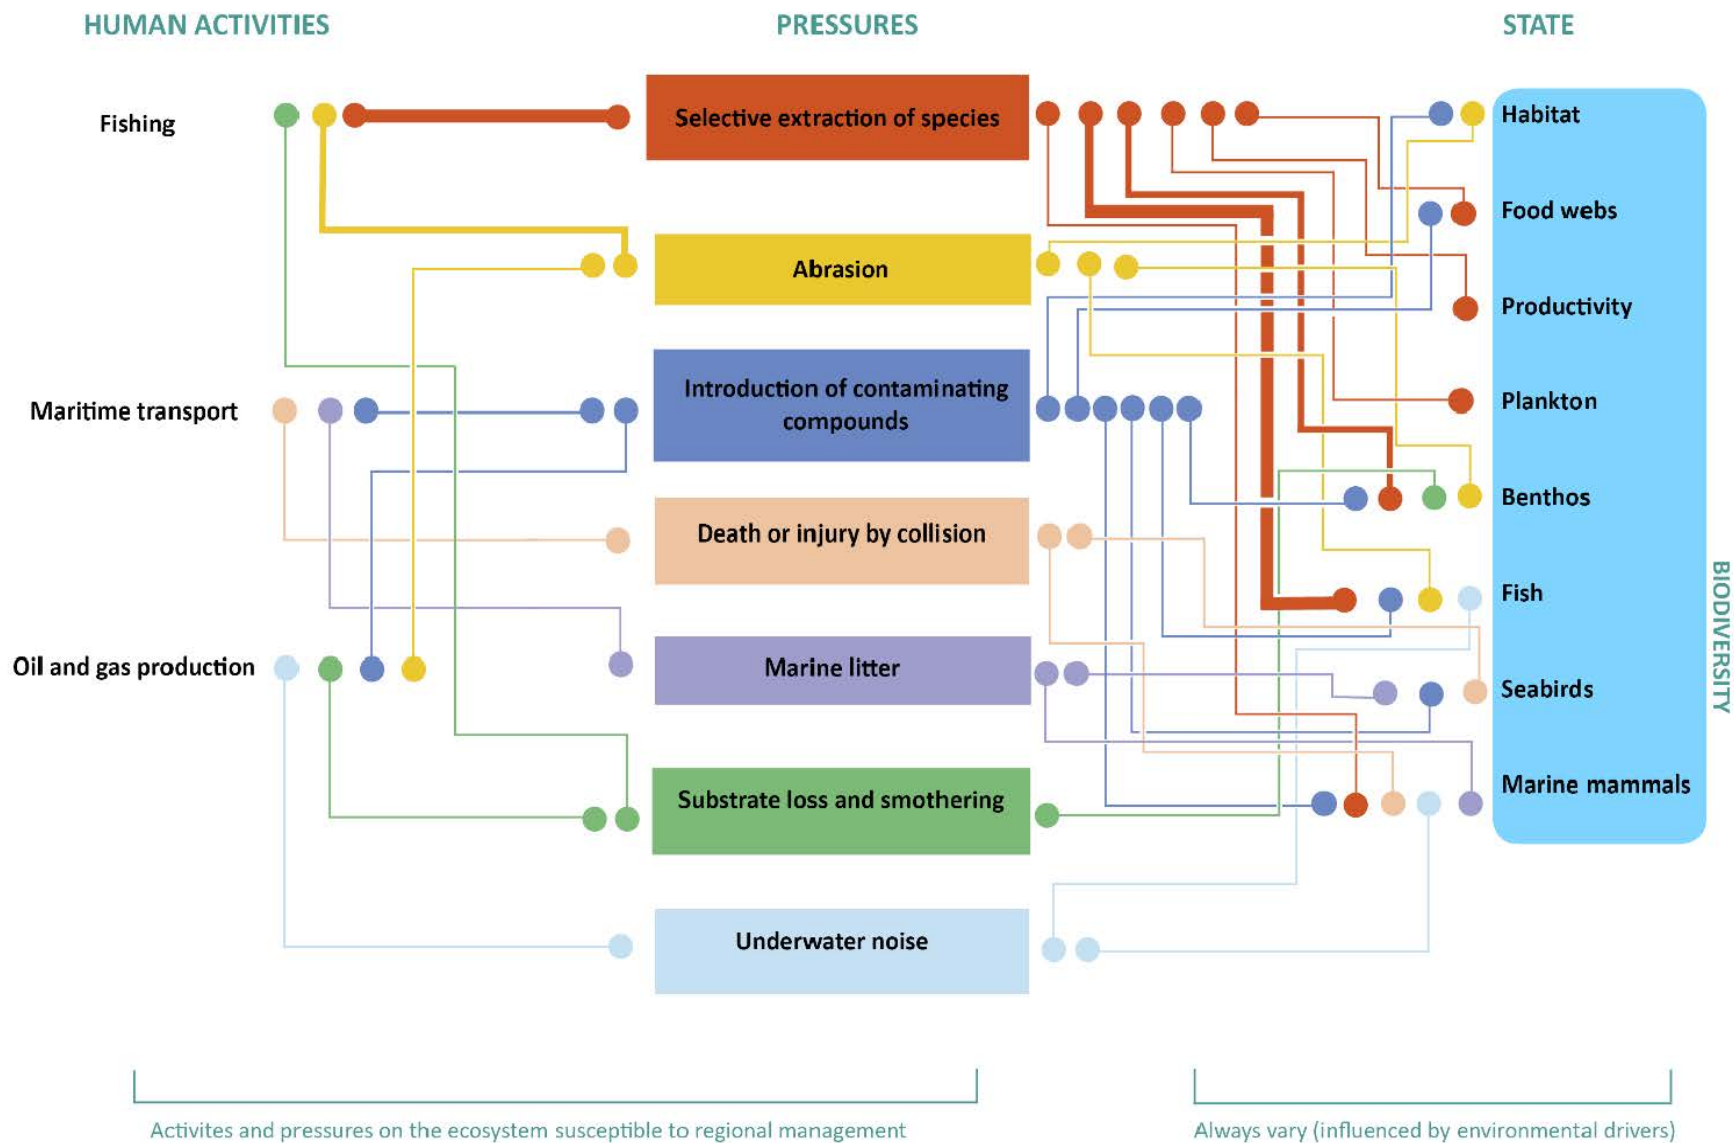 HUMAN ACTIVITIES
PRESSURES
STATE
Fishing
Selective extraction of species
Habitat
Food webs
Abrasion
Productivity
Maritime transport
Introduction of contaminating
compounds
Plankton
Benthos
Death or injury by collision
Fish
BIODIVERSITY
Oil and gas production
Marine litter
Seabirds
Substrate loss and smothering
Marine mammals
Underwater noise
Activites and pressures on the ecosystem susceptible to regional management
Always vary (influenced by environmental drivers)